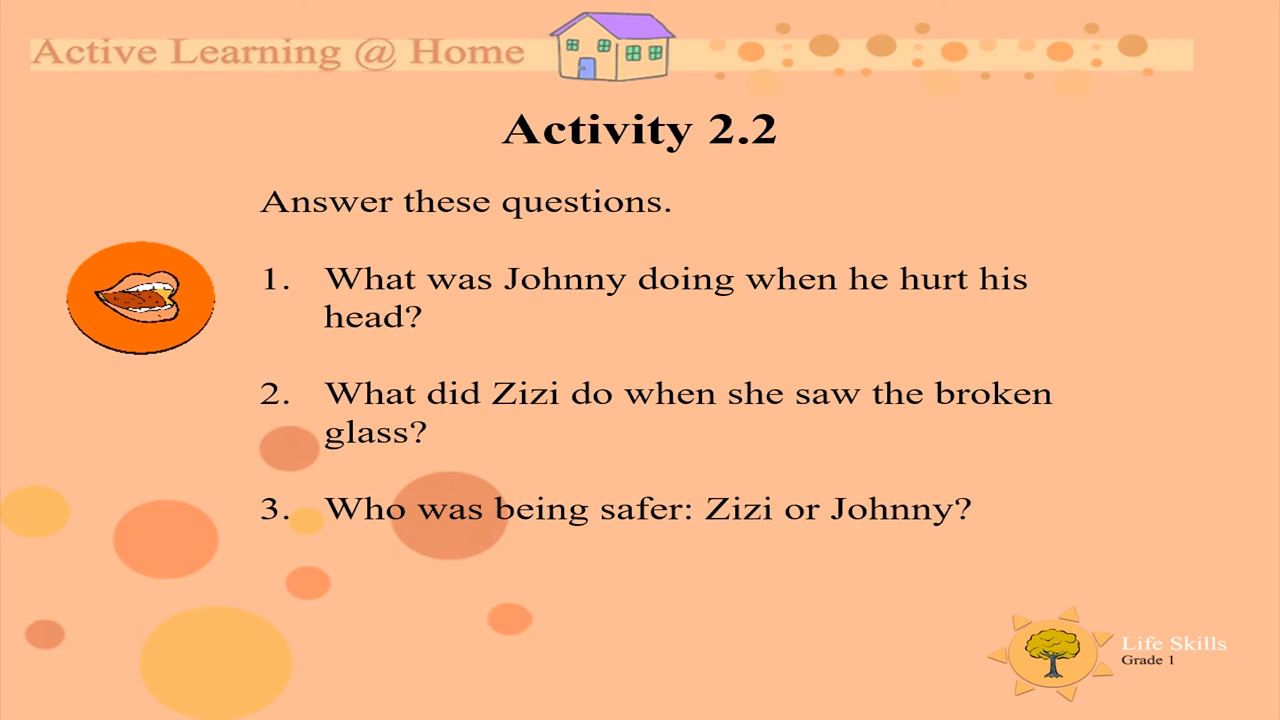 Active Learning @ Home
Activity 2.2
Answer these questions.
1. What was Johnny doing when he hurt his
head?
2. What did Zizi do when she saw the broken
glass?
3. Who was being safer: Zizi or Johnny?
Life Skills
Grade 1